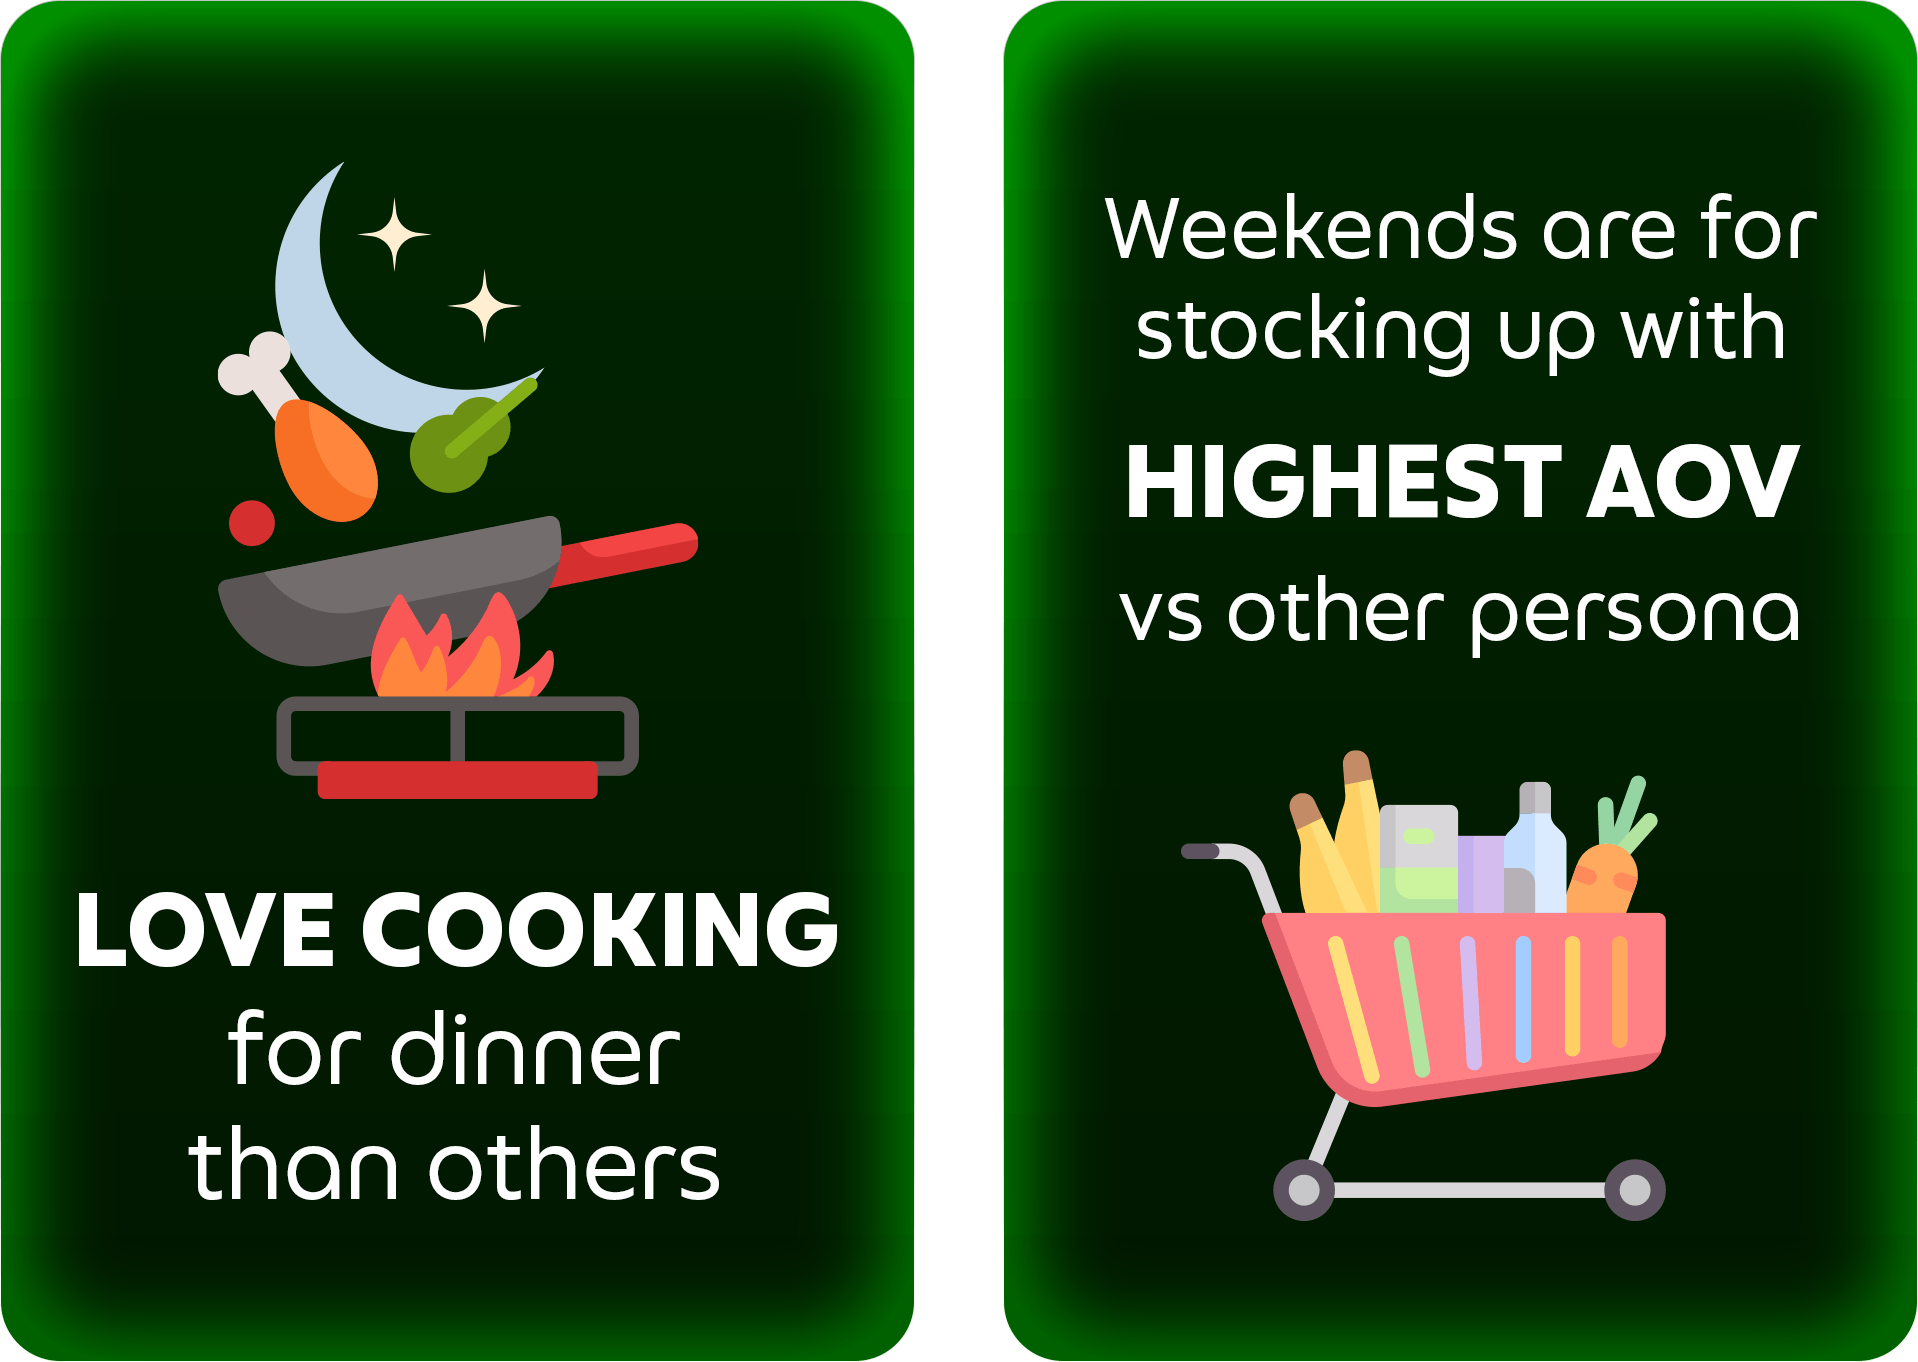 LOVE COOKING
for dinner
than others
Weekends are for
stocking up with
HIGHEST AOV
vs other persona